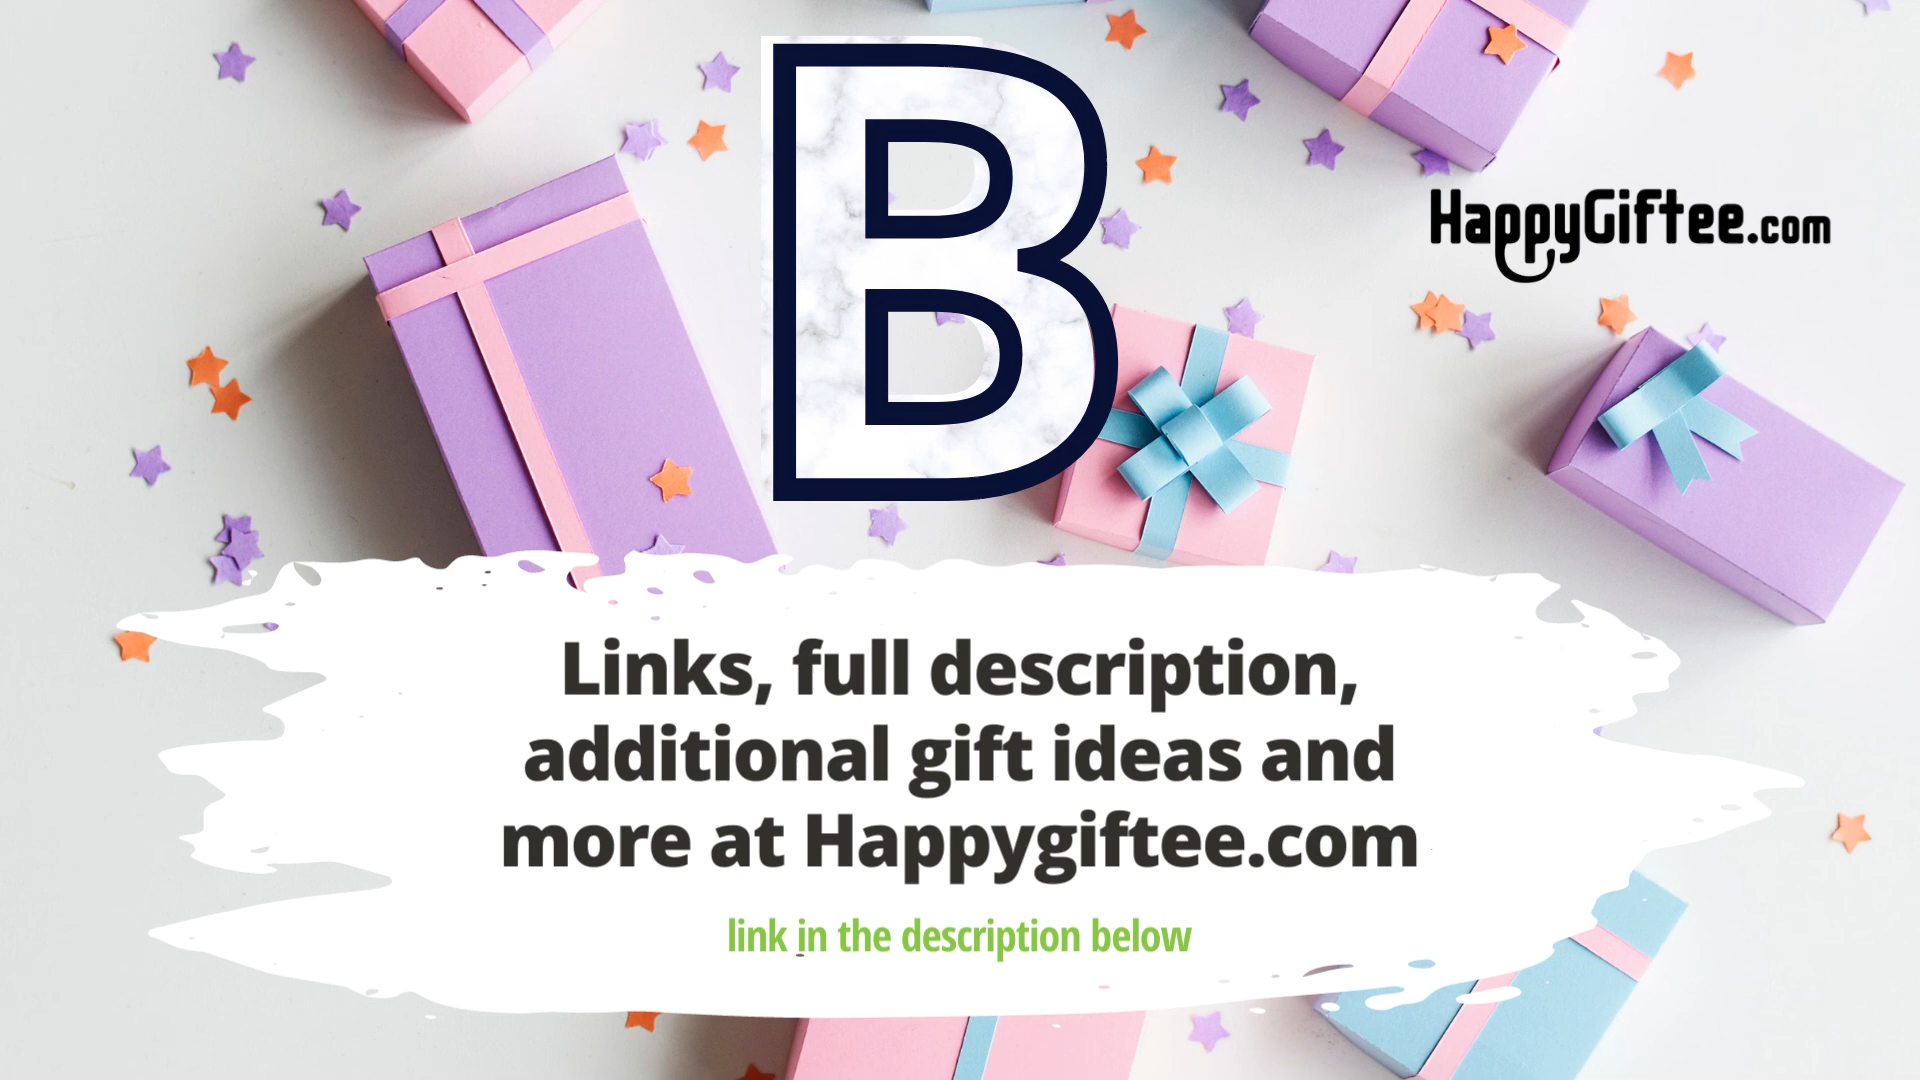 B
HappyGiftee.com
Links, full description,
additional gift ideas and
more at Happygiftee.com
link in the description below